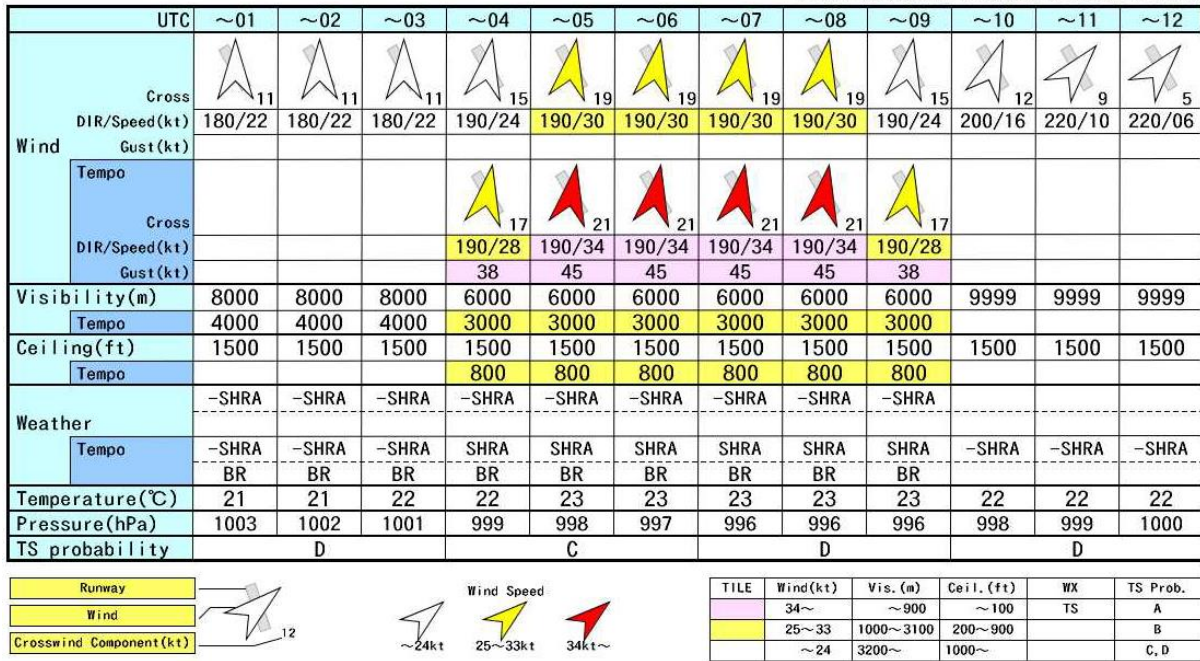 UTC ～01 ～02 ～03 ～04 ～05 ～06 ～07 ～08 ～09 ～10 ～11 ～12
Cross 11 11 11 15 19 19 19 19 15 12 9 5
DIR/Speed(kt) 180/22 180/22 180/22 190/24 190/30 190/30 190/30 190/30 190/24 200/16 220/10 220/06
Wind Gust(kt)
Tempo
Cross 17 21 21 21 21 17
DIR/Speed(kt) 190/28 190/34 190/34 190/34 190/34 190/28
Gust(kt) 38 45 45 45 45 38
Visibility(m) 8000 8000 8000 6000 6000 6000 6000 6000 6000 9999 9999 9999
Tempo 4000 4000 4000 3000 3000 3000 3000 3000 3000
Ceiling(ft) 1500 1500 1500 1500 1500 1500 1500 1500 1500 1500 1500 1500
Tempo 800 800 800 800 800 800
-SHRA -SHRA -SHRA -SHRA -SHRA -SHRA -SHRA -SHRA -SHRA
Weather
Tempo -SHRA -SHRA -SHRA SHRA SHRA SHRA SHRA SHRA SHRA -SHRA -SHRA -SHRA
BR BR BR BR BR BR BR BR BR
Temperature(℃) 21 21 22 22 23 23 23 23 23 22 22 22
Pressure(hPa) 1003 1002 1001 999 998 997 996 996 996 998 999 1000
TS probability D C D D
Runway
Wind
Crosswind Component(kt) 12
Wind Speed
～24kt 25～33kt 34kt～
TILE Wind(kt) Vis.(m) Ceil.(ft) WX TS Prob.
34～ ～900 ～100 TS A
25～33 1000～3100 200～900 B
～24 3200～ 1000～ C,D